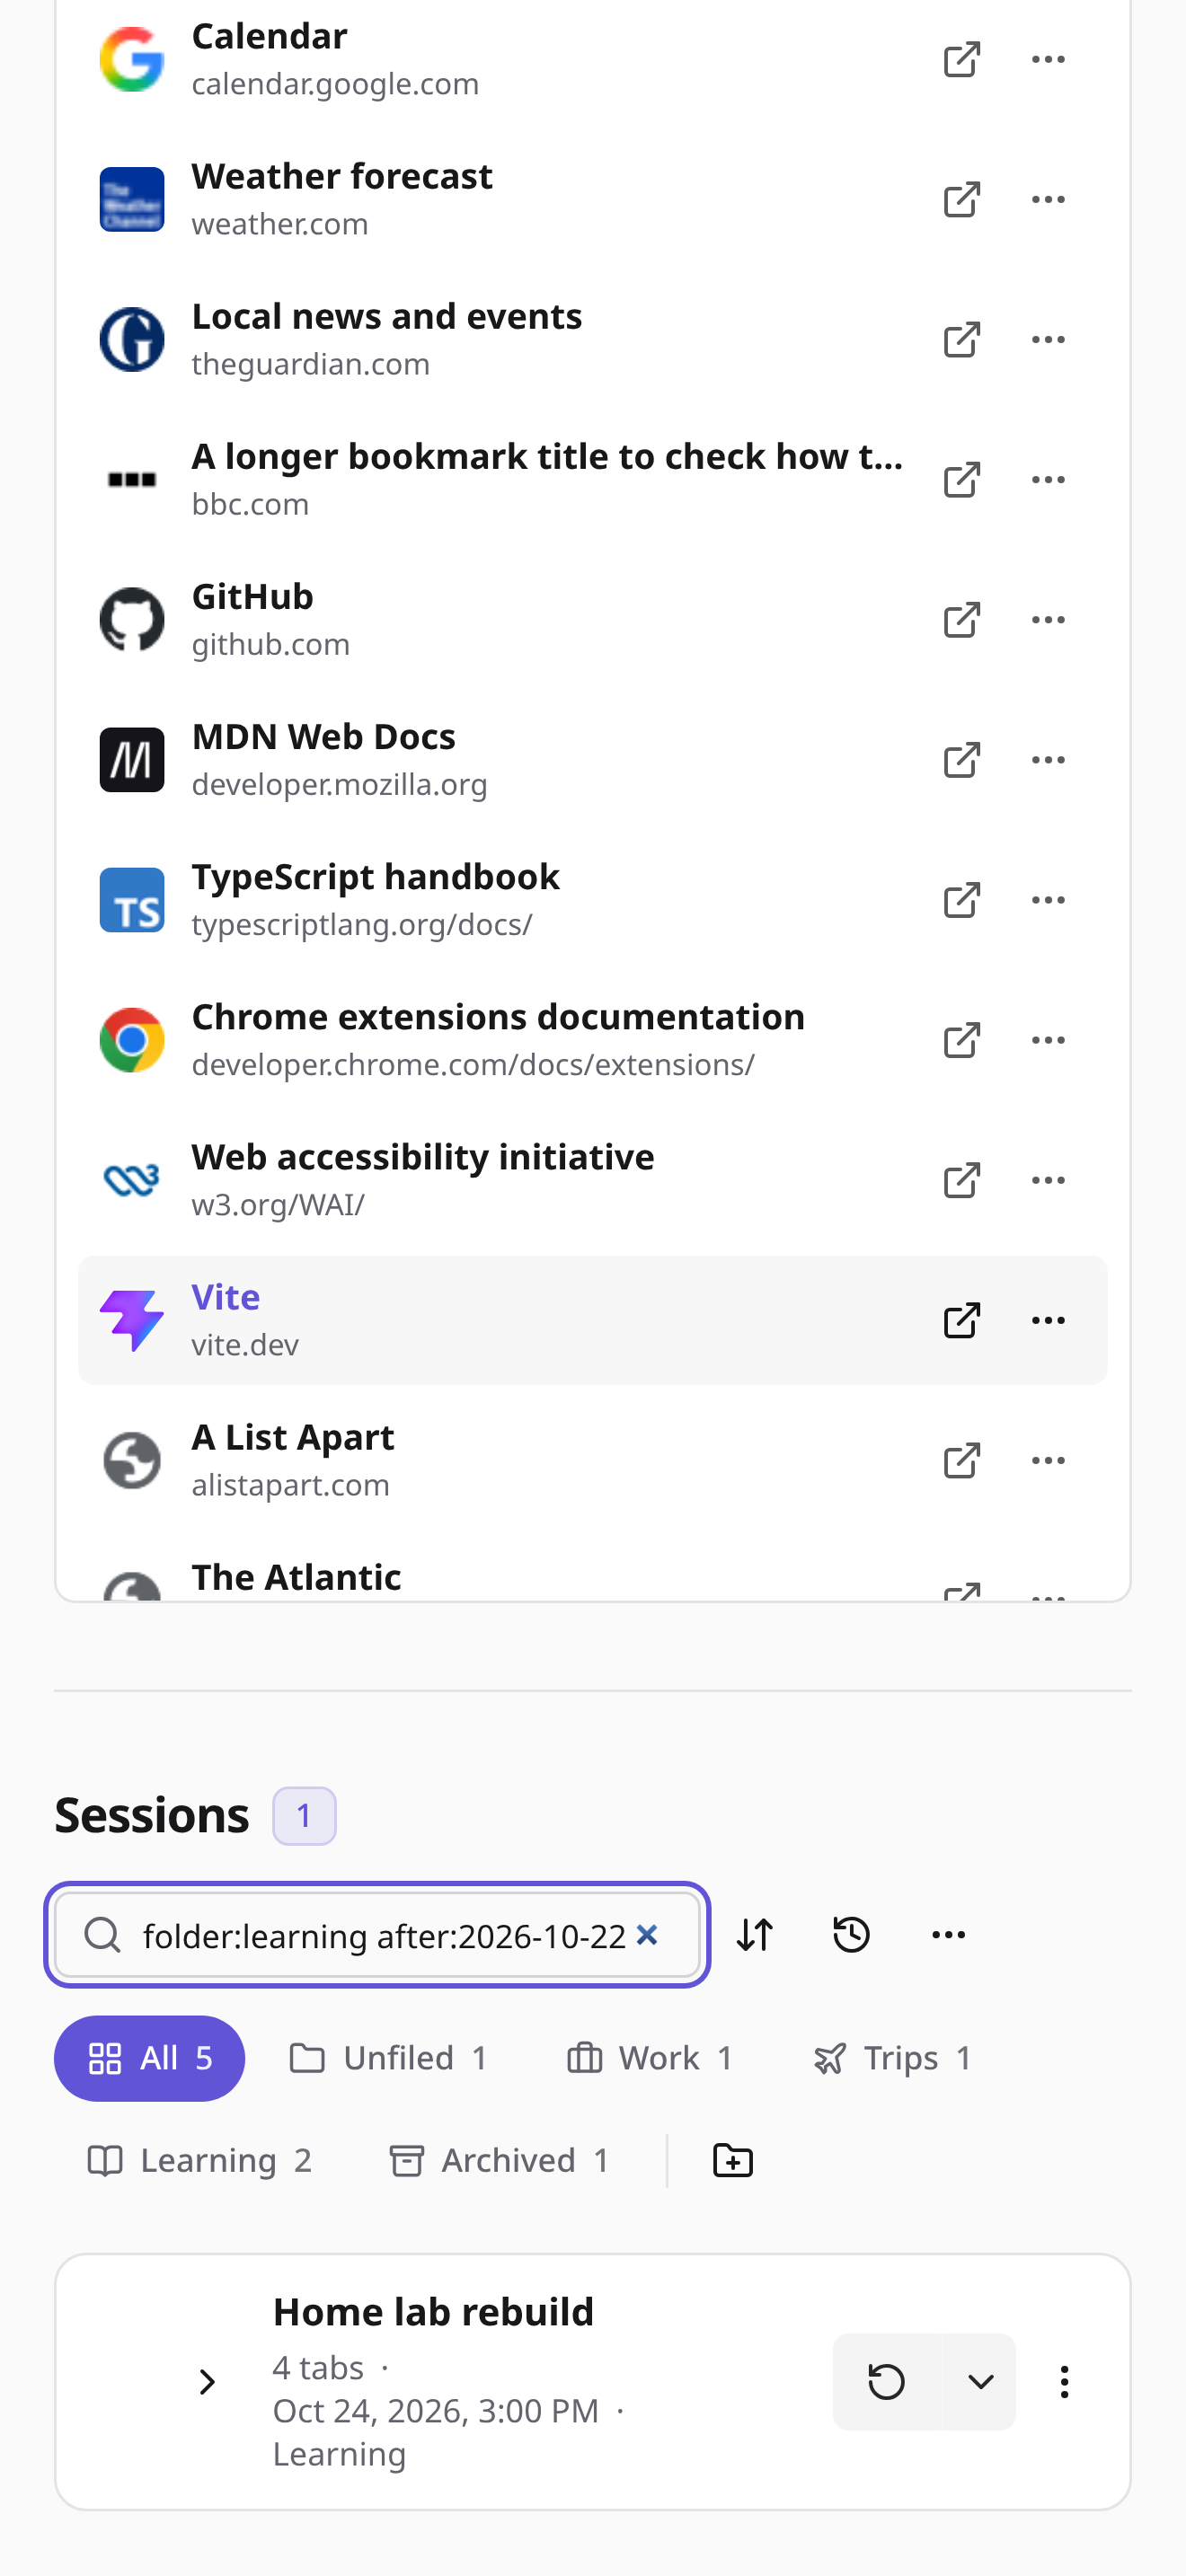 Calendar
calendar.google.com
The Weather Channel
Weather forecast
weather.com
Local news and events
theguardian.com
A longer bookmark title to check how t...
bbc.com
GitHub
github.com
MDN Web Docs
developer.mozilla.org
TS
TypeScript handbook
typescriptlang.org/docs/
Chrome extensions documentation
developer.chrome.com/docs/extensions/
Web accessibility initiative
w3.org/WAI/
Vite
vite.dev
A List Apart
alistapart.com
The Atlantic
Sessions 1
folder:learning after:2026-10-22
All 5 Unfiled 1 Work 1 Trips 1
Learning 2 Archived 1
Home lab rebuild
4 tabs ·
Oct 24, 2026, 3:00 PM ·
Learning